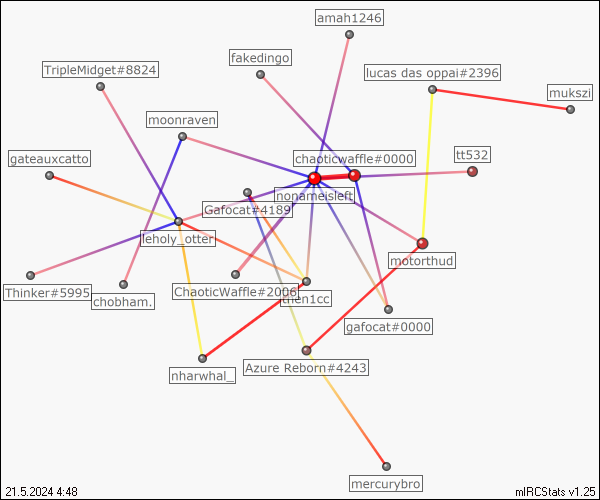 amah1246
fakedingo
TripleMidget#8824
lucas das oppai#2396
mukszi
moonraven
chaoticwaffle#0000
tt532
gateauxcatto
nonameisleft
Gafocat#4189
leholy_otter
motorthud
Thinker#5995
chobham.
ChaoticWaffle#2006
gafocat#0000
nharwhal_
Azure Reborn#4243
mercurybro
21.5.2024 4:48
mIRCStats v1.25